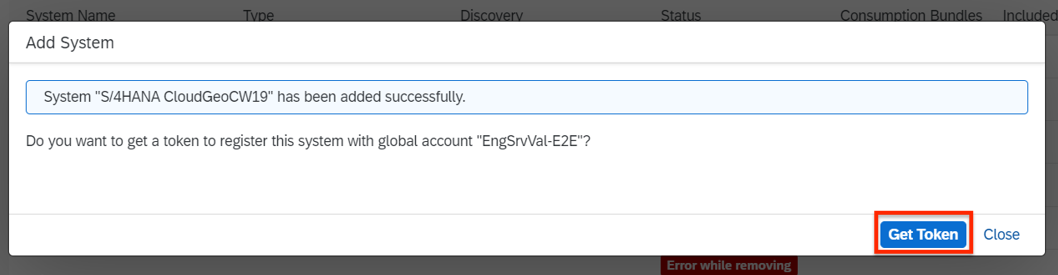 System Name Type Discovery Status Consumption Bundles Included
Add System
System "S/4HANA CloudGeoCW19" has been added successfully.
Do you want to get a token to register this system with global account "EngSrvVal-E2E"?
Get Token Close
Error while removing